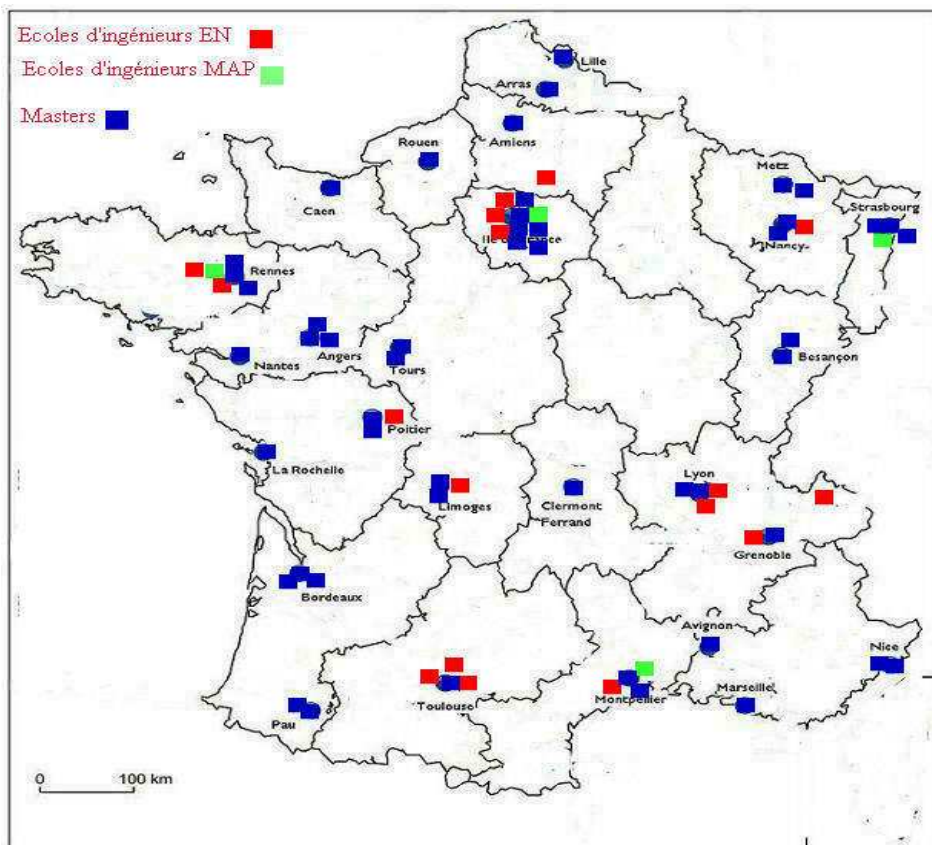 Ecoles d'ingénieurs EN
Ecoles d'ingénieurs MAP
Masters
Lille
Arras
Amiens
Rouen
Caen
Metz
Strasbourg
Nancy
Rennes
Angers
Nantes
Tours
Besançon
Poitier
La Rochelle
Limoges
Clermont
Ferrand
Lyon
Grenoble
Bordeaux
Avignon
Nice
Marseille
Montpellier
Toulouse
Pau
0 100 km